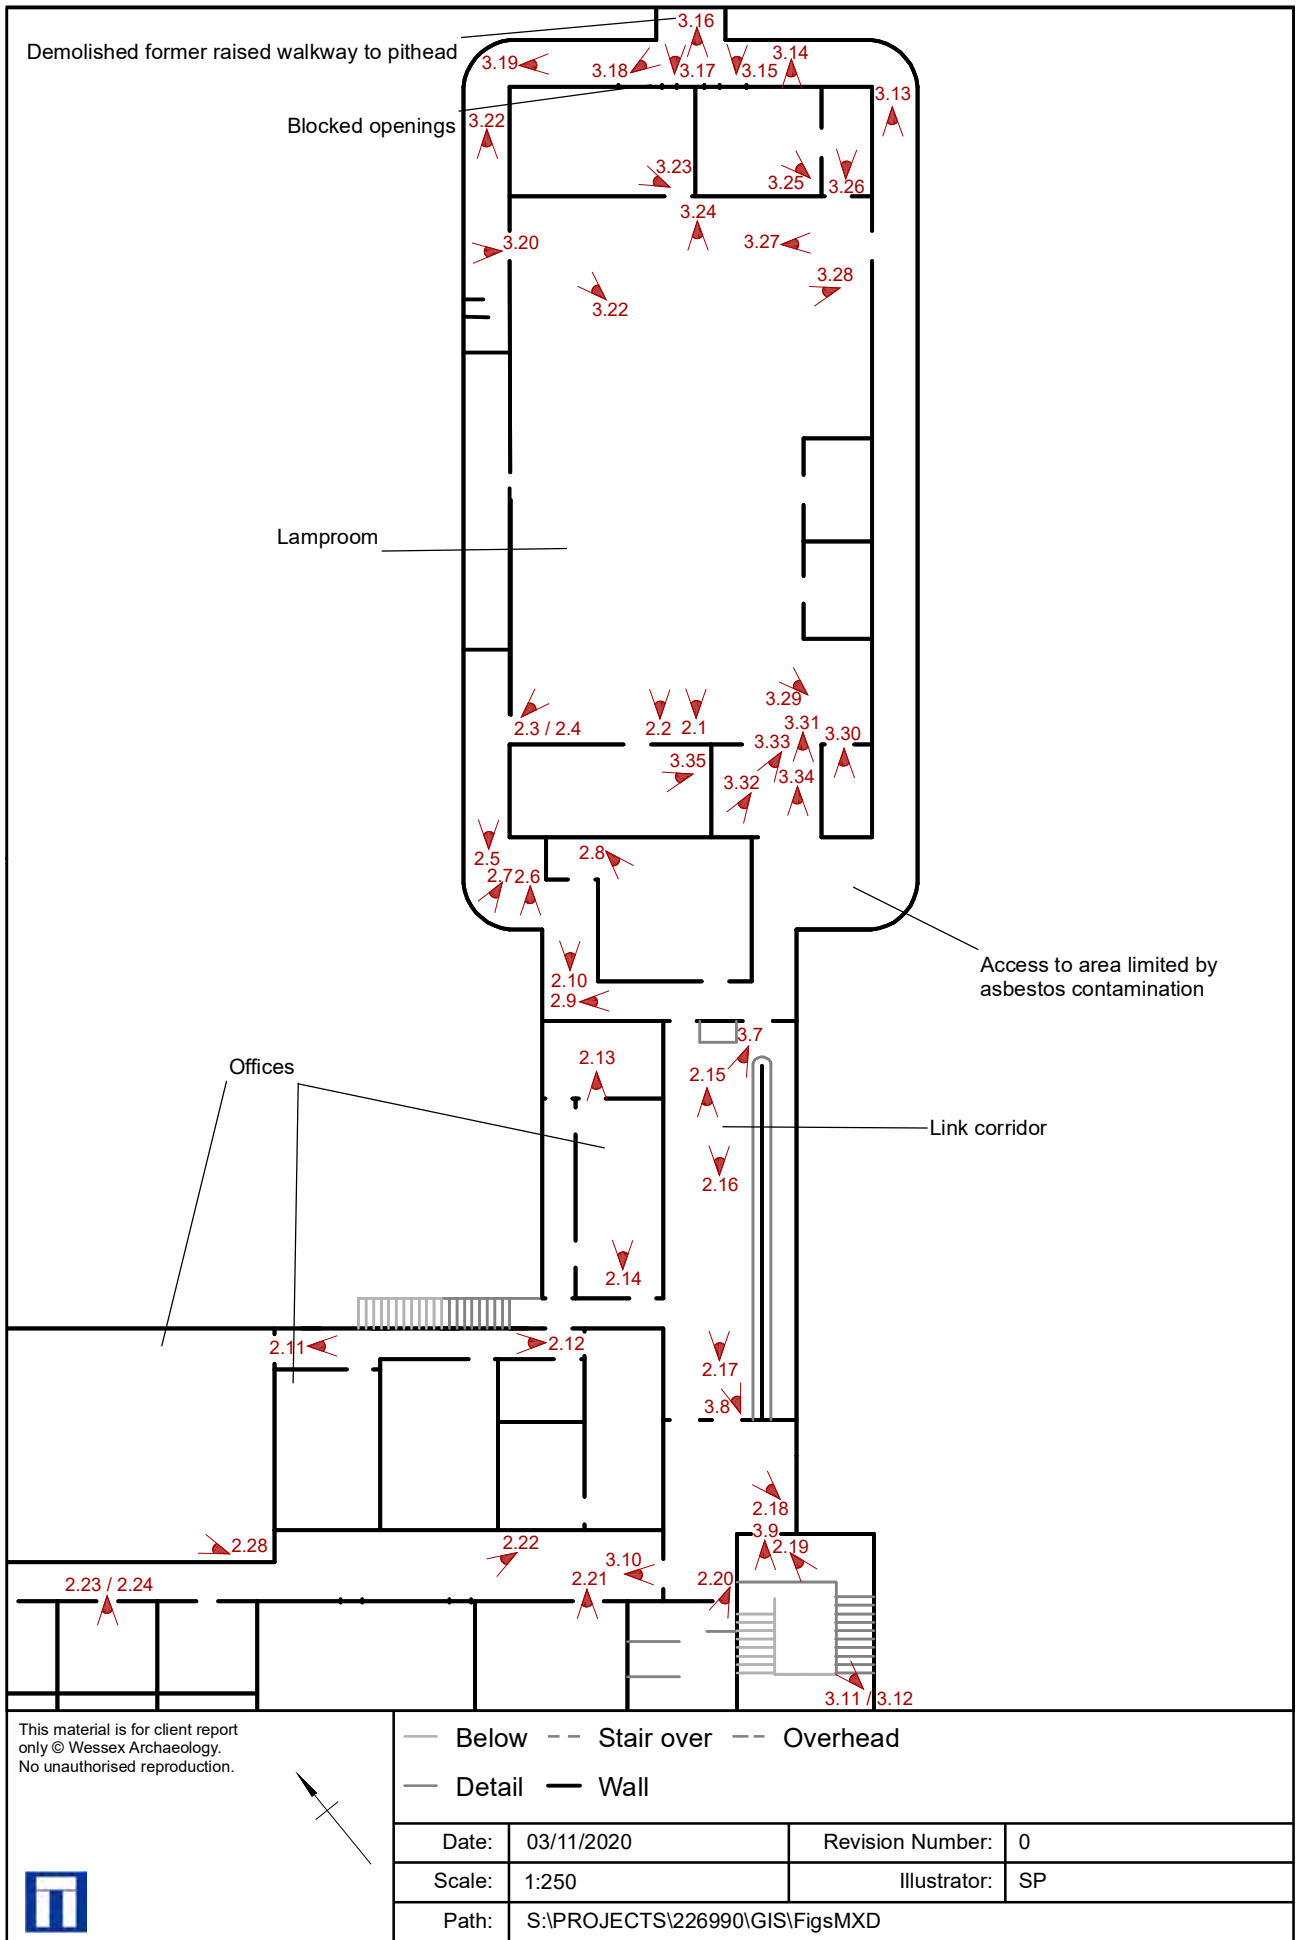 3.16
Demolished former raised walkway to pithead
3.14
3.19
3.18
3.17
3.15
3.13
Blocked openings
3.22
3.23
3.25
3.26
3.24
3.20
3.27
3.28
3.22
Lamproom
3.29
2.3 / 2.4
2.2
2.1
3.31
3.33
3.30
3.35
3.32
3.34
2.5
2.8
2.7
2.6
Access to area limited by
asbestos contamination
2.10
2.9
3.7
2.13
Offices
2.15
Link corridor
2.16
2.14
2.11
2.12
2.17
3.8
2.18
3.9
2.19
2.28
2.22
3.10
2.23 / 2.24
2.21
2.20
3.11 / 3.12
This material is for client report
only © Wessex Archaeology.
No unauthorised reproduction.
Below
Stair over
Overhead
Detail
Wall
Date: 03/11/2020
Revision Number: 0
Scale: 1:250
Illustrator: SP
Path: S:\PROJECTS\226990\GIS\FigsMXD